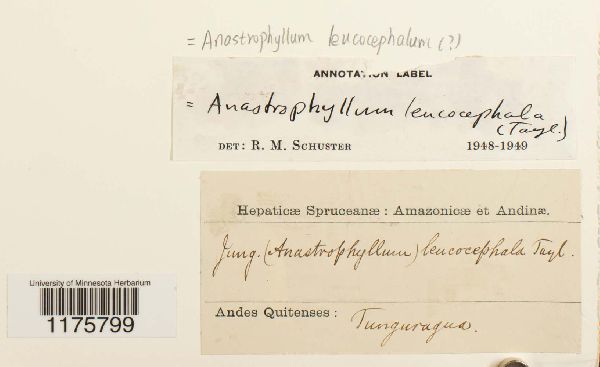 = Anastrophyllum leucocephalum (?)
ANNOTATION LABEL
= Anastrophyllum leucocephala
(Tayl.)
DET: R. M. SCHUSTER 1948-1949
Hepaticæ Spruceanæ: Amazonicæ et Andinæ.
Jung. (Anastrophyllum) leucocephala Tayl.
Andes Quitenses: Tunguragua.
University of Minnesota Herbarium
1175799